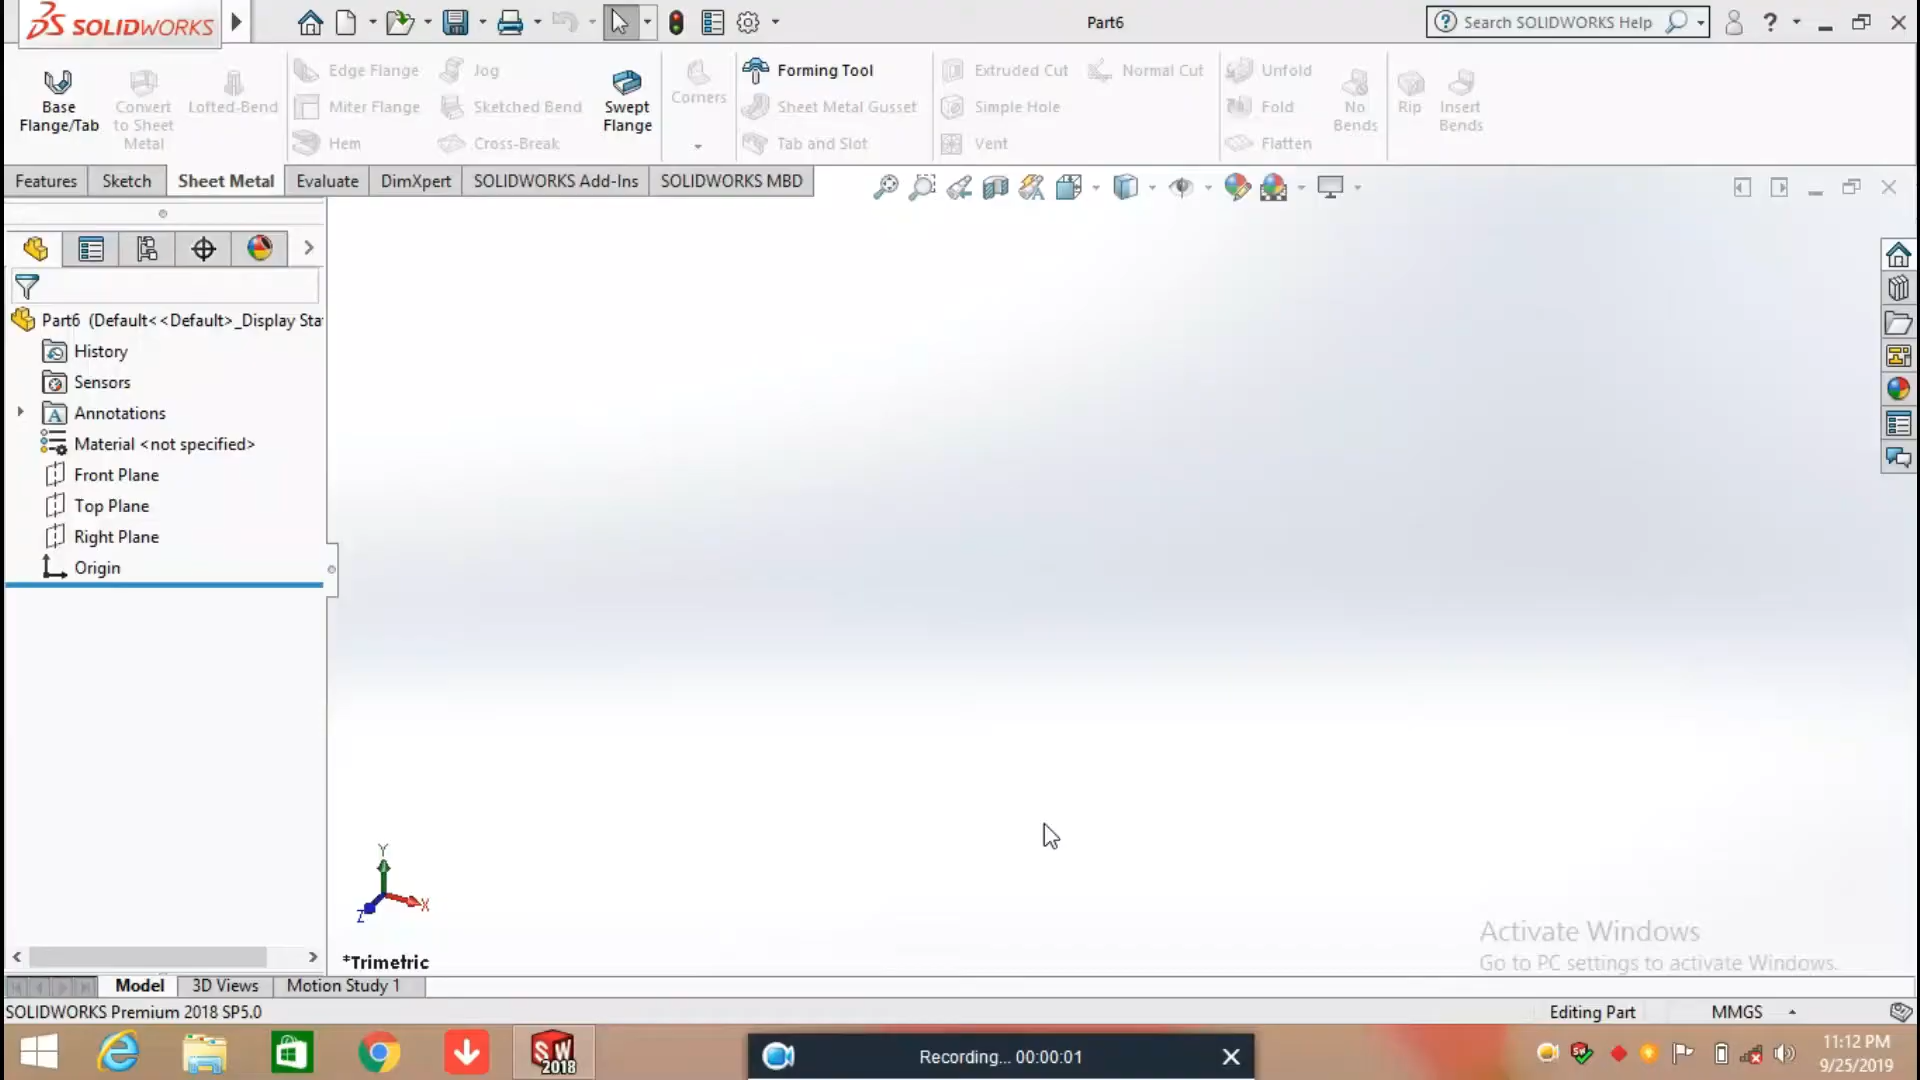 SOLIDWORKS
Part6
Search SOLIDWORKS Help
?
Base Flange/Tab
Convert to Sheet Metal
Lofted-Bend
Edge Flange
Miter Flange
Hem
Jog
Sketched Bend
Cross-Break
Swept Flange
Corners
Forming Tool
Sheet Metal Gusset
Tab and Slot
Extruded Cut
Simple Hole
Vent
Normal Cut
Unfold
Fold
Flatten
No Bends
Rip
Insert Bends
Features
Sketch
Sheet Metal
Evaluate
DimXpert
SOLIDWORKS Add-Ins
SOLIDWORKS MBD
Part6 (Default<<Default>_Display Sta
History
Sensors
Annotations
Material <not specified>
Front Plane
Top Plane
Right Plane
Origin
Y
X
Z
*Trimetric
Activate Windows
Go to PC settings to activate Windows.
Model
3D Views
Motion Study 1
SOLIDWORKS Premium 2018 SP5.0
Editing Part
MMGS
SW 2018
Recording... 00:00:01
11:12 PM
9/25/2019